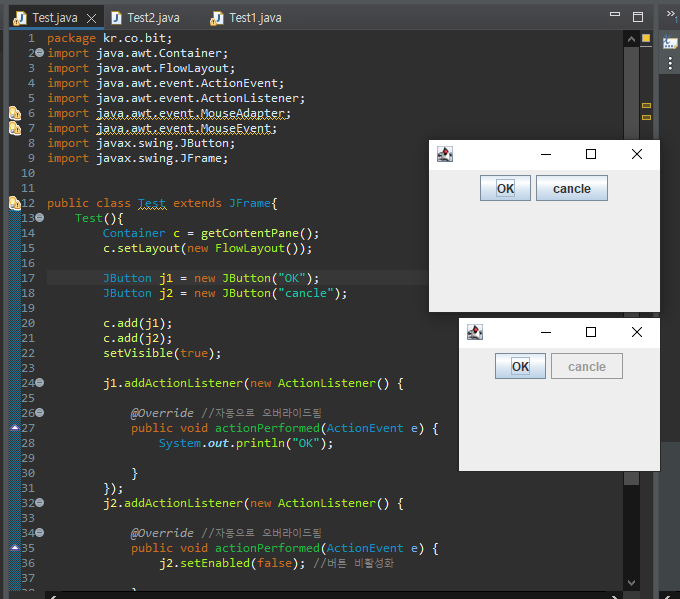 Test.java
Test2.java
Test1.java
1 package kr.co.bit;
2 import java.awt.Container;
3 import java.awt.FlowLayout;
4 import java.awt.event.ActionEvent;
5 import java.awt.event.ActionListener;
6 import java.awt.event.MouseAdapter;
7 import java.awt.event.MouseEvent;
8 import javax.swing.JButton;
9 import javax.swing.JFrame;
10
11
12 public class Test extends JFrame{
13 Test(){
14 Container c = getContentPane();
15 c.setLayout(new FlowLayout());
16
17 JButton j1 = new JButton("OK");
18 JButton j2 = new JButton("cancle");
19
20 c.add(j1);
21 c.add(j2);
22 setVisible(true);
23
24 j1.addActionListener(new ActionListener() {
25
26 @Override //자동으로 오버라이드됨
27 public void actionPerformed(ActionEvent e) {
28 System.out.println("OK");
29
30 }
31 });
32 j2.addActionListener(new ActionListener() {
33
34 @Override //자동으로 오버라이드됨
35 public void actionPerformed(ActionEvent e) {
36 j2.setEnabled(false); //버튼 비활성화
37
OK cancle
OK cancle